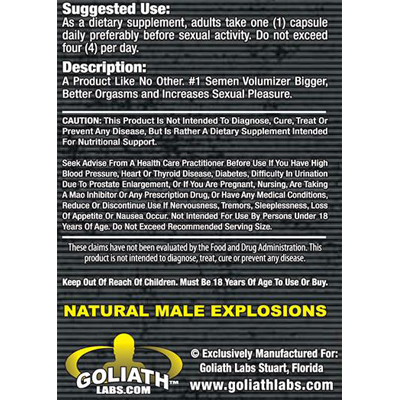 Suggested Use:
As a dietary supplement, adults take one (1) capsule
daily preferably before sexual activity. Do not exceed
four (4) per day.
Description:
A Product Like No Other. #1 Semen Volumizer Bigger,
Better Orgasms and Increases Sexual Pleasure.
CAUTION: This Product Is Not Intended To Diagnose, Cure, Treat Or
Prevent Any Disease, But Is Rather A Dietary Supplement Intended
For Nutritional Support.
Seek Advise From A Health Care Practitioner Before Use If You Have High
Blood Pressure, Heart Or Thyroid Disease, Diabetes, Difficulty In Urination
Due To Prostate Enlargement, Or If You Are Pregnant, Nursing, Are Taking
A Mao Inhibitor Or Any Prescription Drug, Or Have Any Medical Conditions,
Reduce Or Discontinue Use If Nervousness, Tremors, Sleeplessness, Loss
Of Appetite Or Nausea Occur. Not Intended For Use By Persons Under 18
Years Of Age. Do Not Exceed Recommended Serving Size.
These claims have not been evaluated by the Food and Drug Administration. This
product is not intended to diagnose, treat, cure or prevent any disease.
Keep Out Of Reach Of Children. Must Be 18 Years Of Age To Use Or Buy.
NATURAL MALE EXPLOSIONS
© Exclusively Manufactured For:
Goliath Labs Stuart, Florida
www.goliathlabs.com
GOLIATH™
LABS.COM